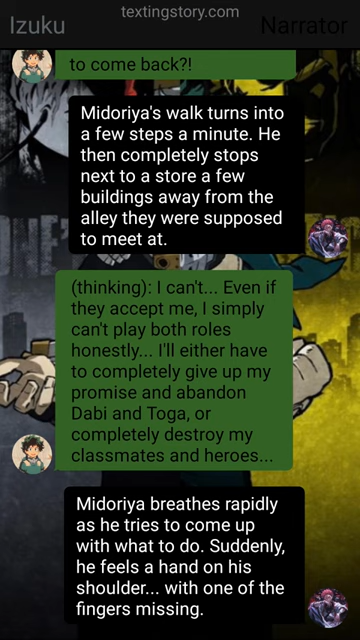 textingstory.com
Izuku
Narrator
to come back?!
Midoriya's walk turns into
a few steps a minute. He
then completely stops
next to a store a few
buildings away from the
alley they were supposed
to meet at.
(thinking): I can't... Even if
they accept me, I simply
can't play both roles
honestly... I'll either have
to completely give up my
promise and abandon
Dabi and Toga, or
completely destroy my
classmates and heroes...
Midoriya breathes rapidly
as he tries to come up
with what to do. Suddenly,
he feels a hand on his
shoulder... with one of the
fingers missing.